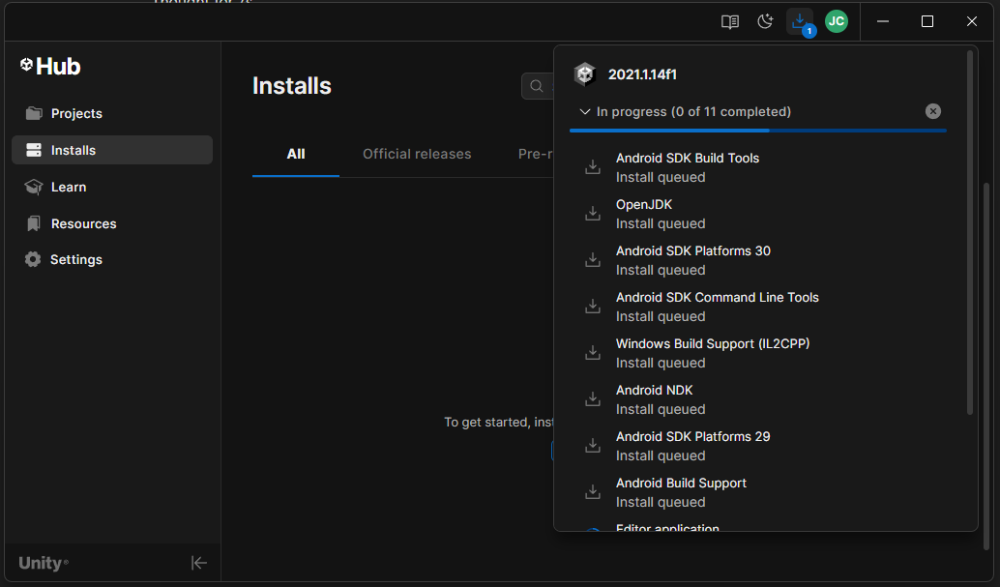 JC
1
Hub
Projects
Installs
Learn
Resources
Settings
Unity®
Installs
All
Official releases
Pre-r
To get started, inst
2021.1.14f1
In progress (0 of 11 completed)
Android SDK Build Tools
Install queued
OpenJDK
Install queued
Android SDK Platforms 30
Install queued
Android SDK Command Line Tools
Install queued
Windows Build Support (IL2CPP)
Install queued
Android NDK
Install queued
Android SDK Platforms 29
Install queued
Android Build Support
Install queued
Editor application